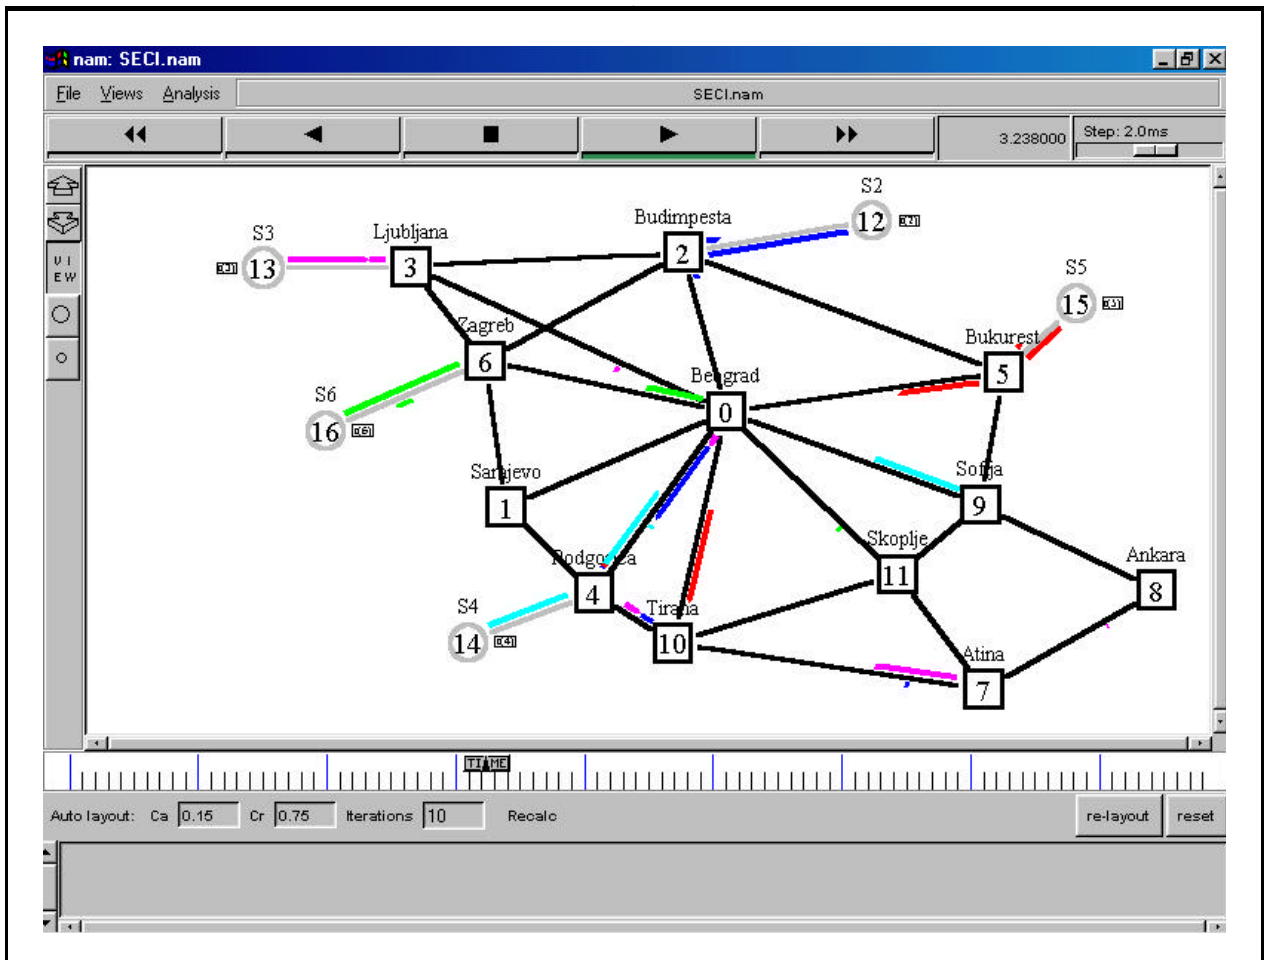 nam: SECI.nam
File Views Analysis SECI.nam
3.238000 Step: 2.0ms
VI
EW
S2
Budimpesta
12
S3
Ljubljana
13
3
2
S5
15
Zagreb
6
Bukurest
5
Beograd
0
S6
16
Sarajevo
1
Sofija
9
Skoplje
11
Ankara
8
Podgorica
4
S4
14
Tirana
10
Atina
7
TIME
Auto layout: Ca 0.15 Cr 0.75 Iterations 10 Recalc re-layout reset